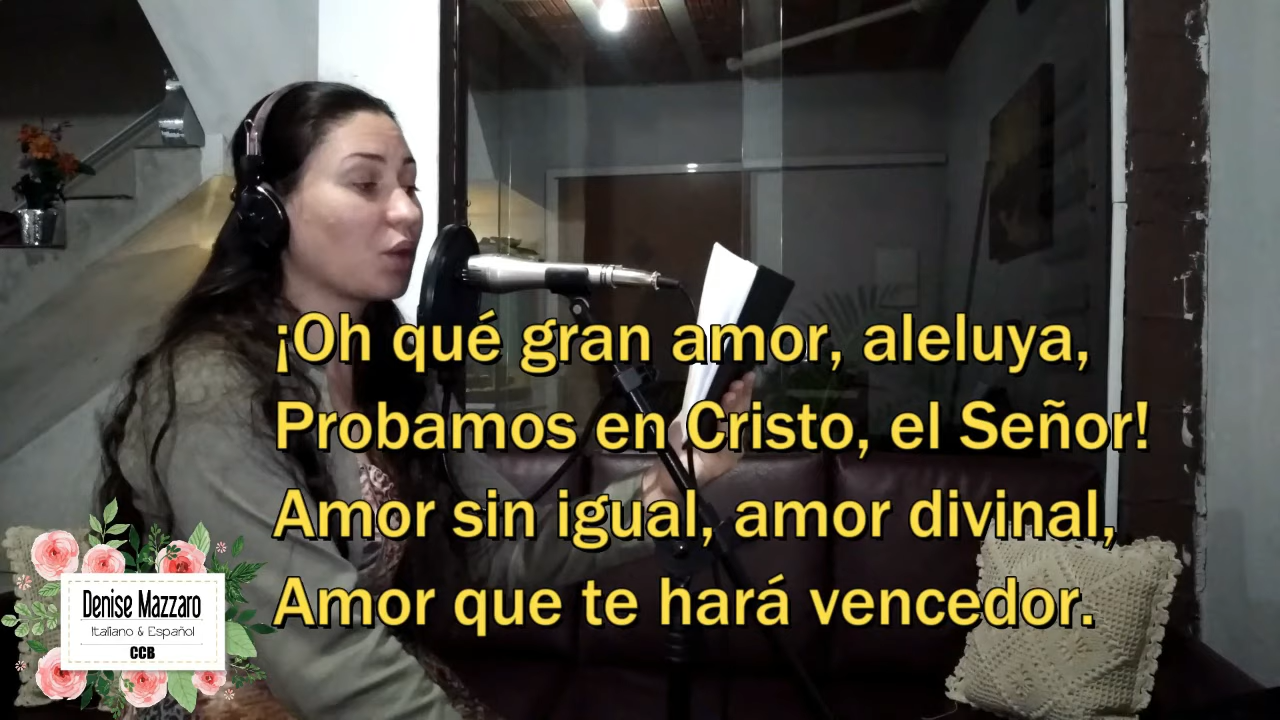 ¡Oh qué gran amor, aleluya,
Probamos en Cristo, el Señor!
Amor sin igual, amor divinal,
Amor que te hará vencedor.
Denise Mazzaro
Italiano & Español
CCB